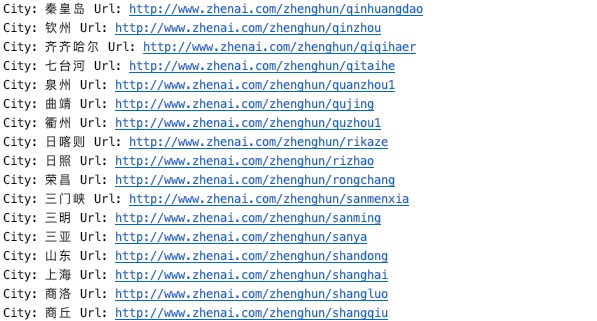 City: 秦皇岛 Url: http://www.zhenai.com/zhenghun/qinhuangdao
City: 钦州 Url: http://www.zhenai.com/zhenghun/qinzhou
City: 齐齐哈尔 Url: http://www.zhenai.com/zhenghun/qiqihaer
City: 七台河 Url: http://www.zhenai.com/zhenghun/qitaihe
City: 泉州 Url: http://www.zhenai.com/zhenghun/quanzhou1
City: 曲靖 Url: http://www.zhenai.com/zhenghun/qujing
City: 衢州 Url: http://www.zhenai.com/zhenghun/quzhou1
City: 日喀则 Url: http://www.zhenai.com/zhenghun/rikaze
City: 日照 Url: http://www.zhenai.com/zhenghun/rizhao
City: 荣昌 Url: http://www.zhenai.com/zhenghun/rongchang
City: 三门峡 Url: http://www.zhenai.com/zhenghun/sanmenxia
City: 三明 Url: http://www.zhenai.com/zhenghun/sanming
City: 三亚 Url: http://www.zhenai.com/zhenghun/sanya
City: 山东 Url: http://www.zhenai.com/zhenghun/shandong
City: 上海 Url: http://www.zhenai.com/zhenghun/shanghai
City: 商洛 Url: http://www.zhenai.com/zhenghun/shangluo
City: 商丘 Url: http://www.zhenai.com/zhenghun/shangqiu